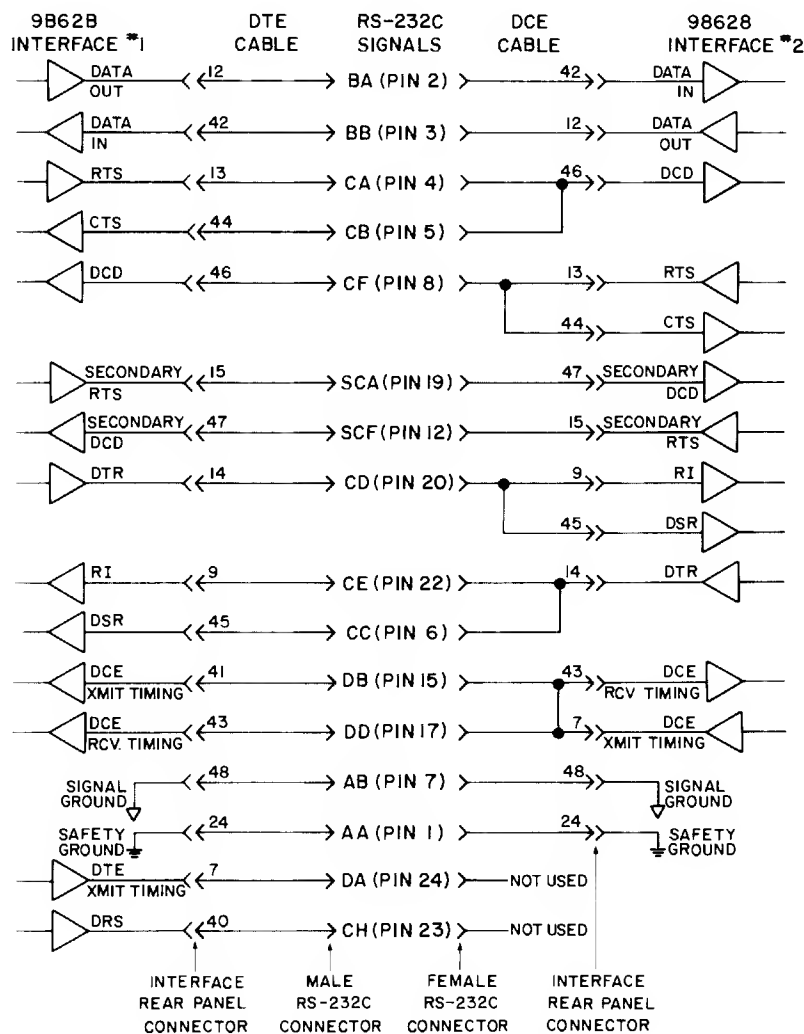 9B62B INTERFACE #1 DTE CABLE RS-232C SIGNALS DCE CABLE 98628 INTERFACE #2
DATA OUT 12 BA (PIN 2) 42 DATA IN
DATA IN 42 BB (PIN 3) 12 DATA OUT
RTS 13 CA (PIN 4) 46 DCD
CTS 44 CB (PIN 5)
DCD 46 CF (PIN 8) 13 RTS
44 CTS
SECONDARY RTS 15 SCA (PIN 19) 47 SECONDARY DCD
SECONDARY DCD 47 SCF (PIN 12) 15 SECONDARY RTS
DTR 14 CD (PIN 20) 9 RI
45 DSR
RI 9 CE (PIN 22) 14 DTR
DSR 45 CC (PIN 6)
DCE XMIT TIMING 41 DB (PIN 15) 43 DCE RCV TIMING
DCE RCV. TIMING 43 DD (PIN 17) 7 DCE XMIT TIMING
SIGNAL GROUND 48 AB (PIN 7) 48 SIGNAL GROUND
SAFETY GROUND 24 AA (PIN 1) 24 SAFETY GROUND
DTE XMIT TIMING 7 DA (PIN 24) NOT USED
DRS 40 CH (PIN 23) NOT USED
INTERFACE REAR PANEL CONNECTOR MALE RS-232C CONNECTOR FEMALE RS-232C CONNECTOR INTERFACE REAR PANEL CONNECTOR